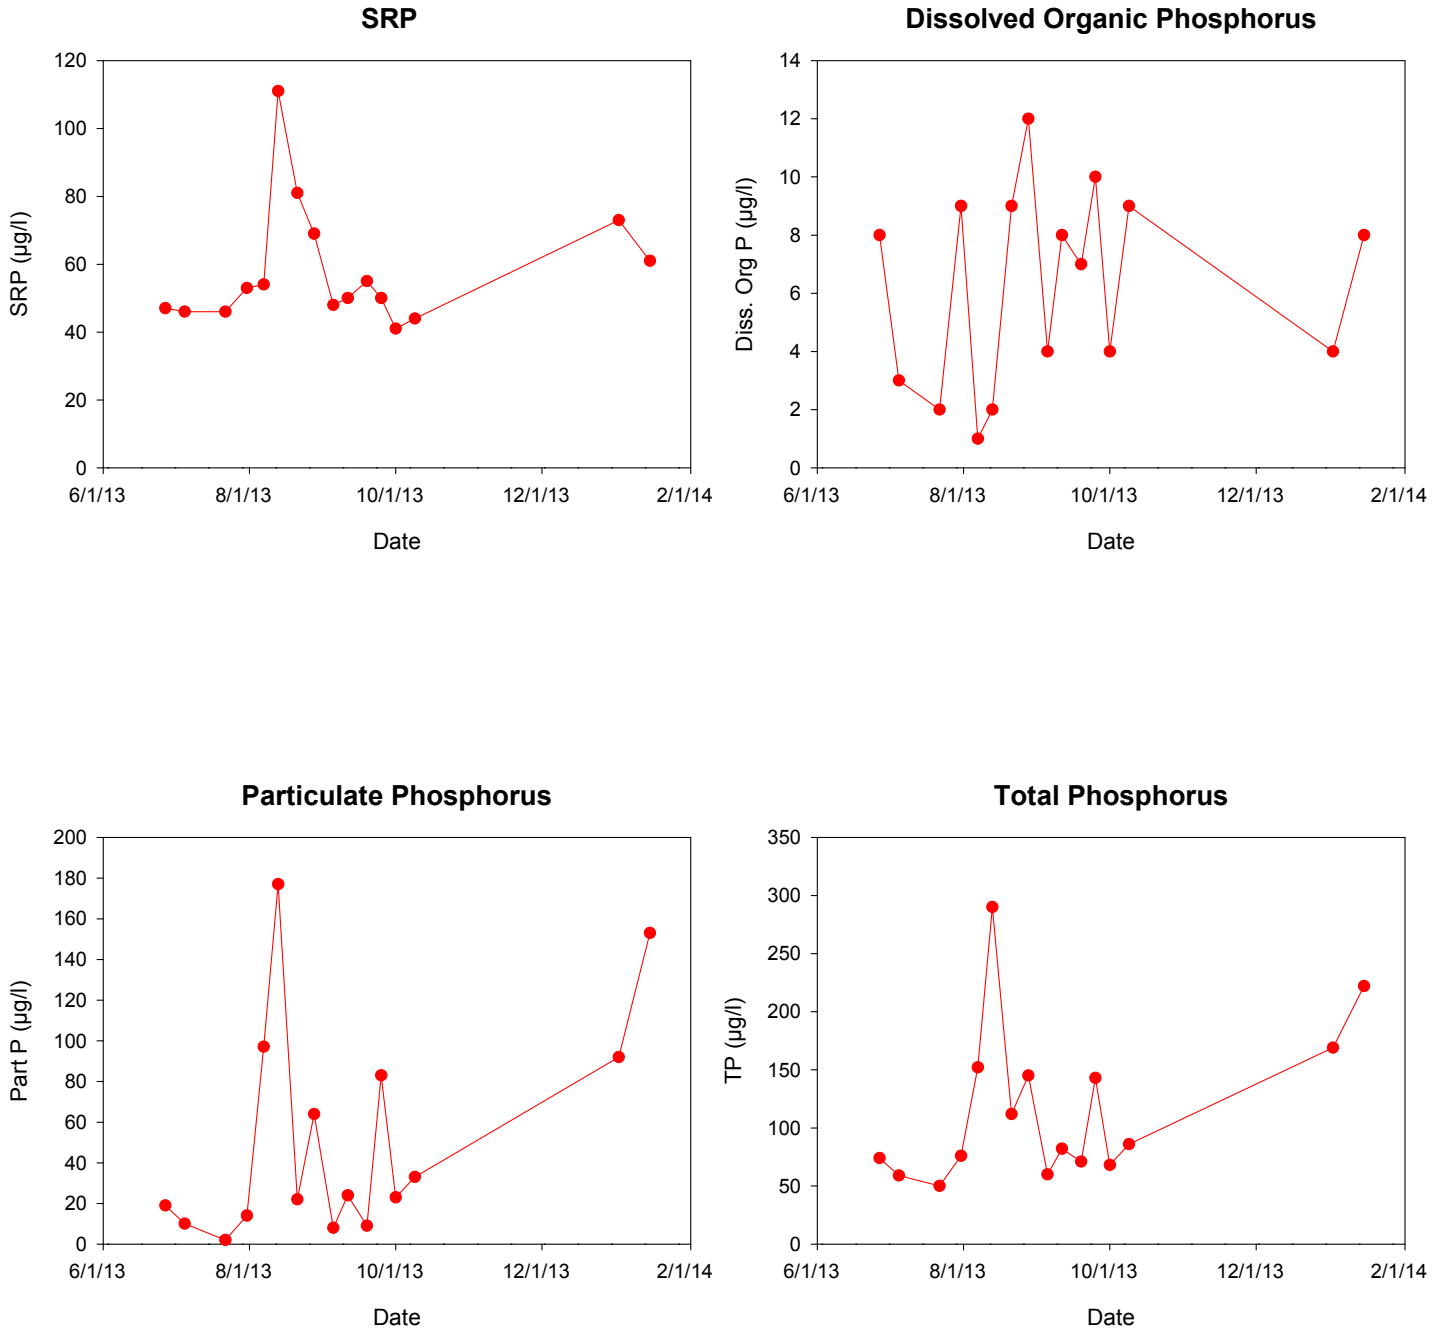 SRP
120
100
80
60
40
20
0
SRP (µg/l)
6/1/13 8/1/13 10/1/13 12/1/13 2/1/14
Date
Dissolved Organic Phosphorus
14
12
10
8
6
4
2
0
Diss. Org P (µg/l)
6/1/13 8/1/13 10/1/13 12/1/13 2/1/14
Date
Particulate Phosphorus
200
180
160
140
120
100
80
60
40
20
0
Part P (µg/l)
6/1/13 8/1/13 10/1/13 12/1/13 2/1/14
Date
Total Phosphorus
350
300
250
200
150
100
50
0
TP (µg/l)
6/1/13 8/1/13 10/1/13 12/1/13 2/1/14
Date